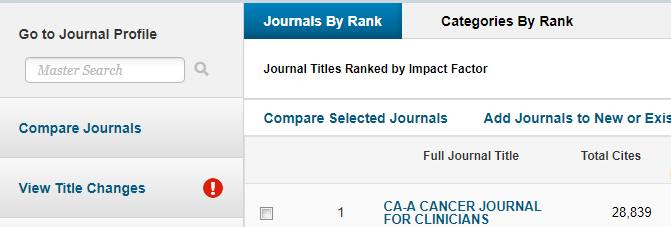 Go to Journal Profile
Master Search
Compare Journals
View Title Changes
Journals By Rank
Categories By Rank
Journal Titles Ranked by Impact Factor
Compare Selected Journals
Add Journals to New or Exis
Full Journal Title
Total Cites
1
CA-A CANCER JOURNAL
FOR CLINICIANS
28,839